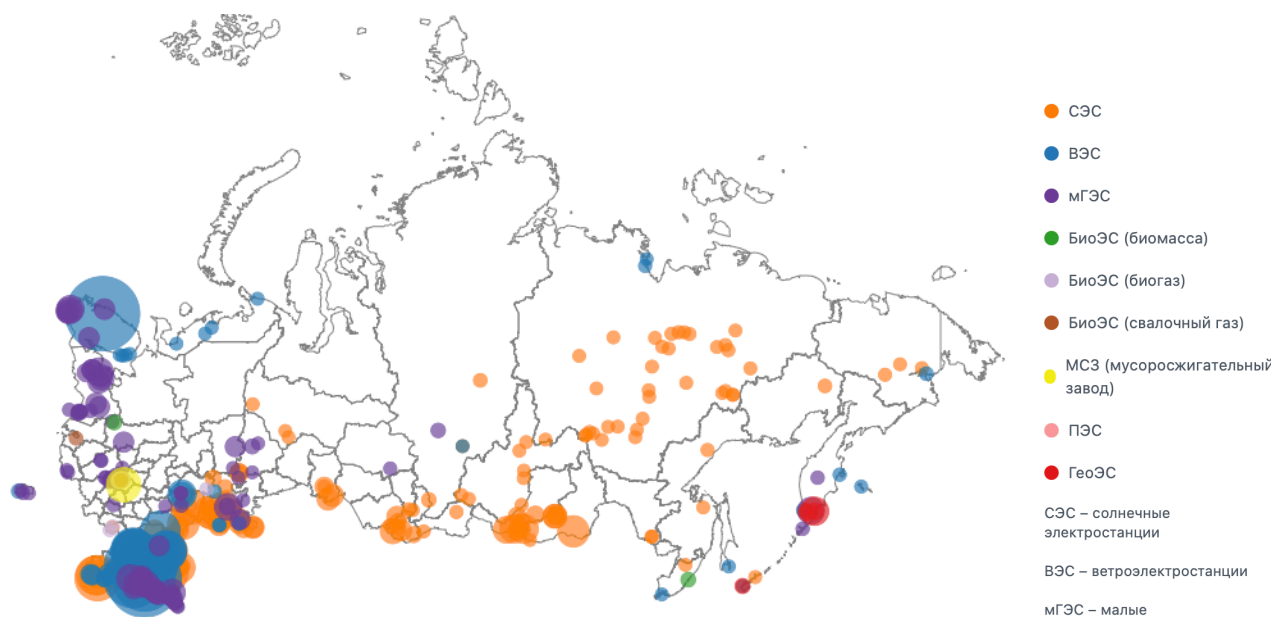 СЭС
ВЭС
мГЭС
БиоЭС (биомасса)
БиоЭС (биогаз)
БиоЭС (свалочный газ)
МСЗ (мусоросжигательный
завод)
ПЭС
ГеоЭС
СЭС – солнечные
электростанции
ВЭС – ветроэлектростанции
мГЭС – малые